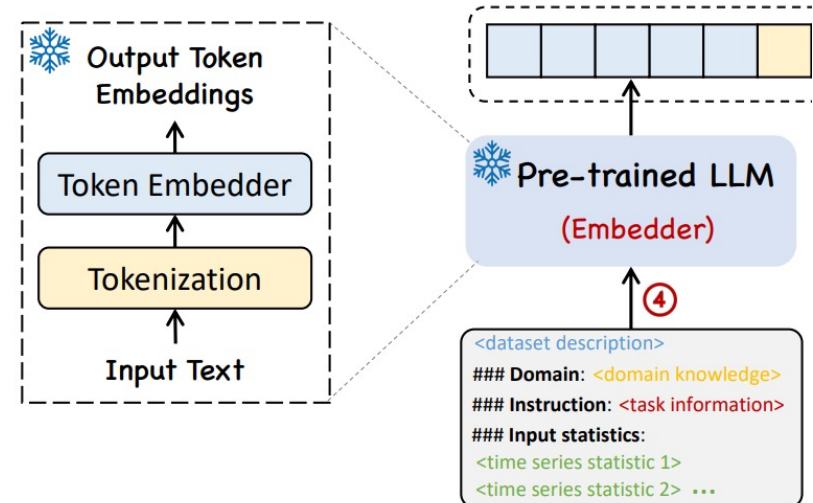 Output Token
Embeddings
Token Embedder
Tokenization
Input Text
Pre-trained LLM
(Embedder)
4
<dataset description>
### Domain: <domain knowledge>
### Instruction: <task information>
### Input statistics:
<time series statistic 1>
<time series statistic 2> ...